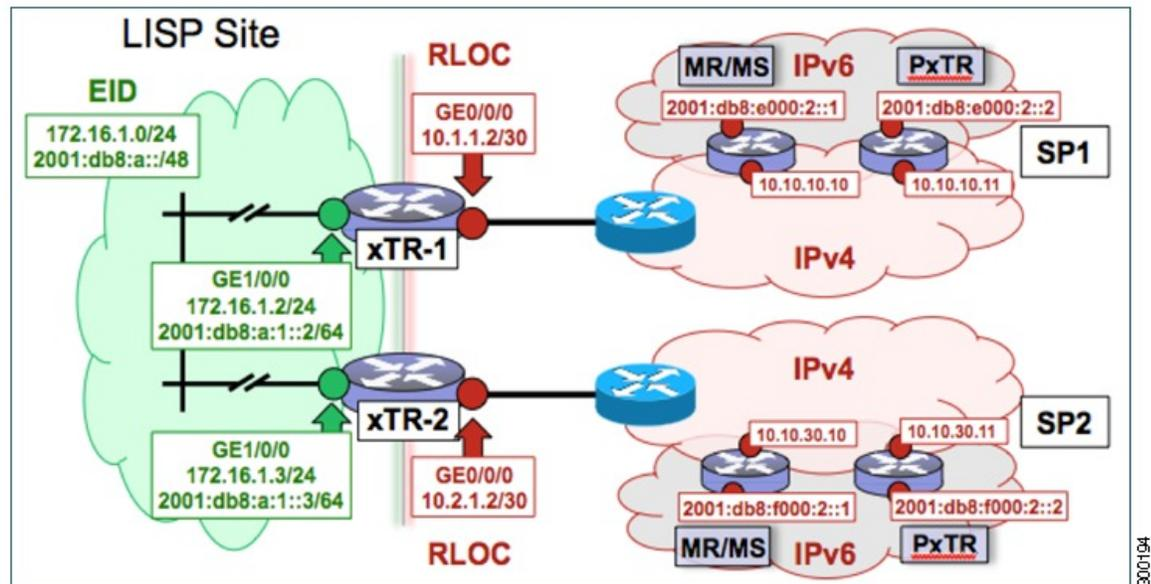 LISP Site
EID
172.16.1.0/24
2001:db8:a::/48
RLOC
GE0/0/0
10.1.1.2/30
xTR-1
GE1/0/0
172.16.1.2/24
2001:db8:a:1::2/64
MR/MS
IPv6
PxTR
2001:db8:e000:2::1
2001:db8:e000:2::2
SP1
10.10.10.10
10.10.10.11
IPv4
xTR-2
GE1/0/0
172.16.1.3/24
2001:db8:a:1::3/64
GE0/0/0
10.2.1.2/30
RLOC
IPv4
10.10.30.10
10.10.30.11
SP2
2001:db8:f000:2::1
2001:db8:f000:2::2
MR/MS
IPv6
PxTR
300194